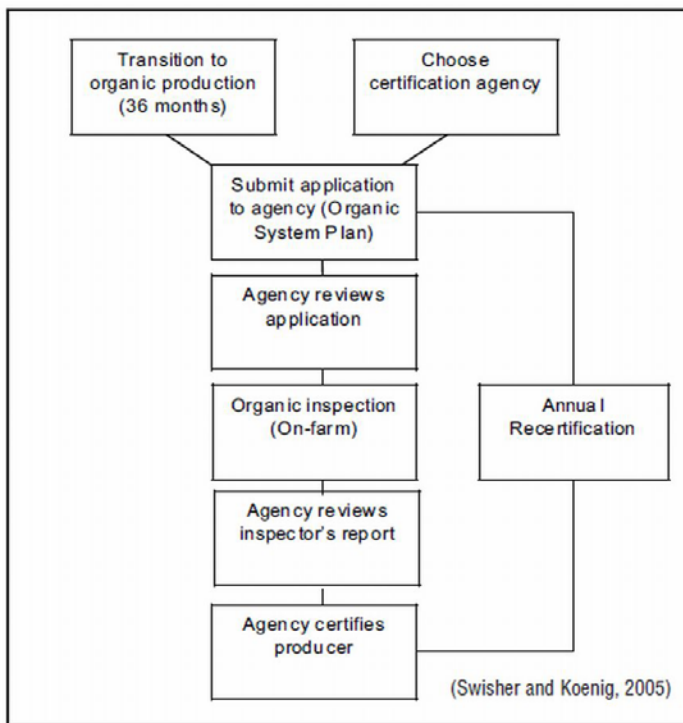 Transition to
organic production
(36 months)
Choose
certification agency
Submit application
to agency (Organic
System Plan)
Agency reviews
application
Organic inspection
(On-farm)
Annual
Recertification
Agency reviews
inspector's report
Agency certifies
producer
(Swisher and Koenig, 2005)